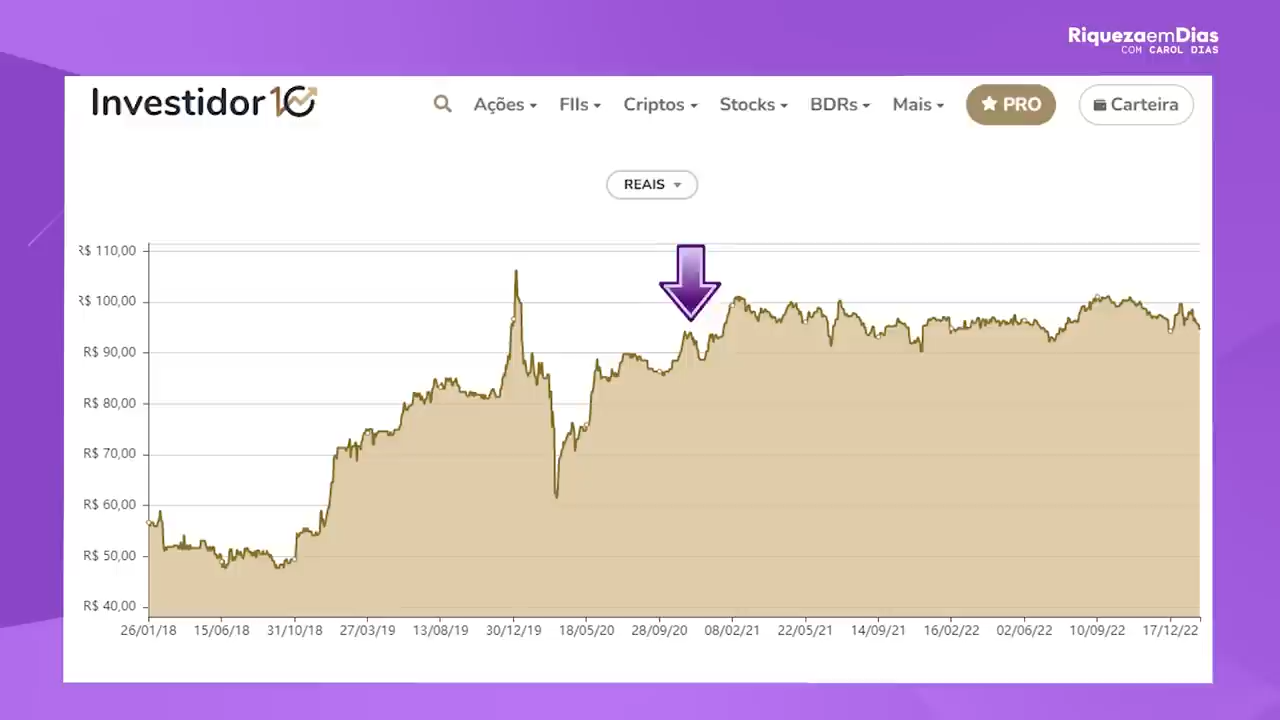 RiquezaemDias
COM CAROL DIAS
Investidor 10
Ações
FIIs
Criptos
Stocks
BDRs
Mais
PRO
Carteira
REAIS
R$ 110,00
R$ 100,00
R$ 90,00
R$ 80,00
R$ 70,00
R$ 60,00
R$ 50,00
R$ 40,00
26/01/18 15/06/18 31/10/18 27/03/19 13/08/19 30/12/19 18/05/20 28/09/20 08/02/21 22/05/21 14/09/21 16/02/22 02/06/22 10/09/22 17/12/22